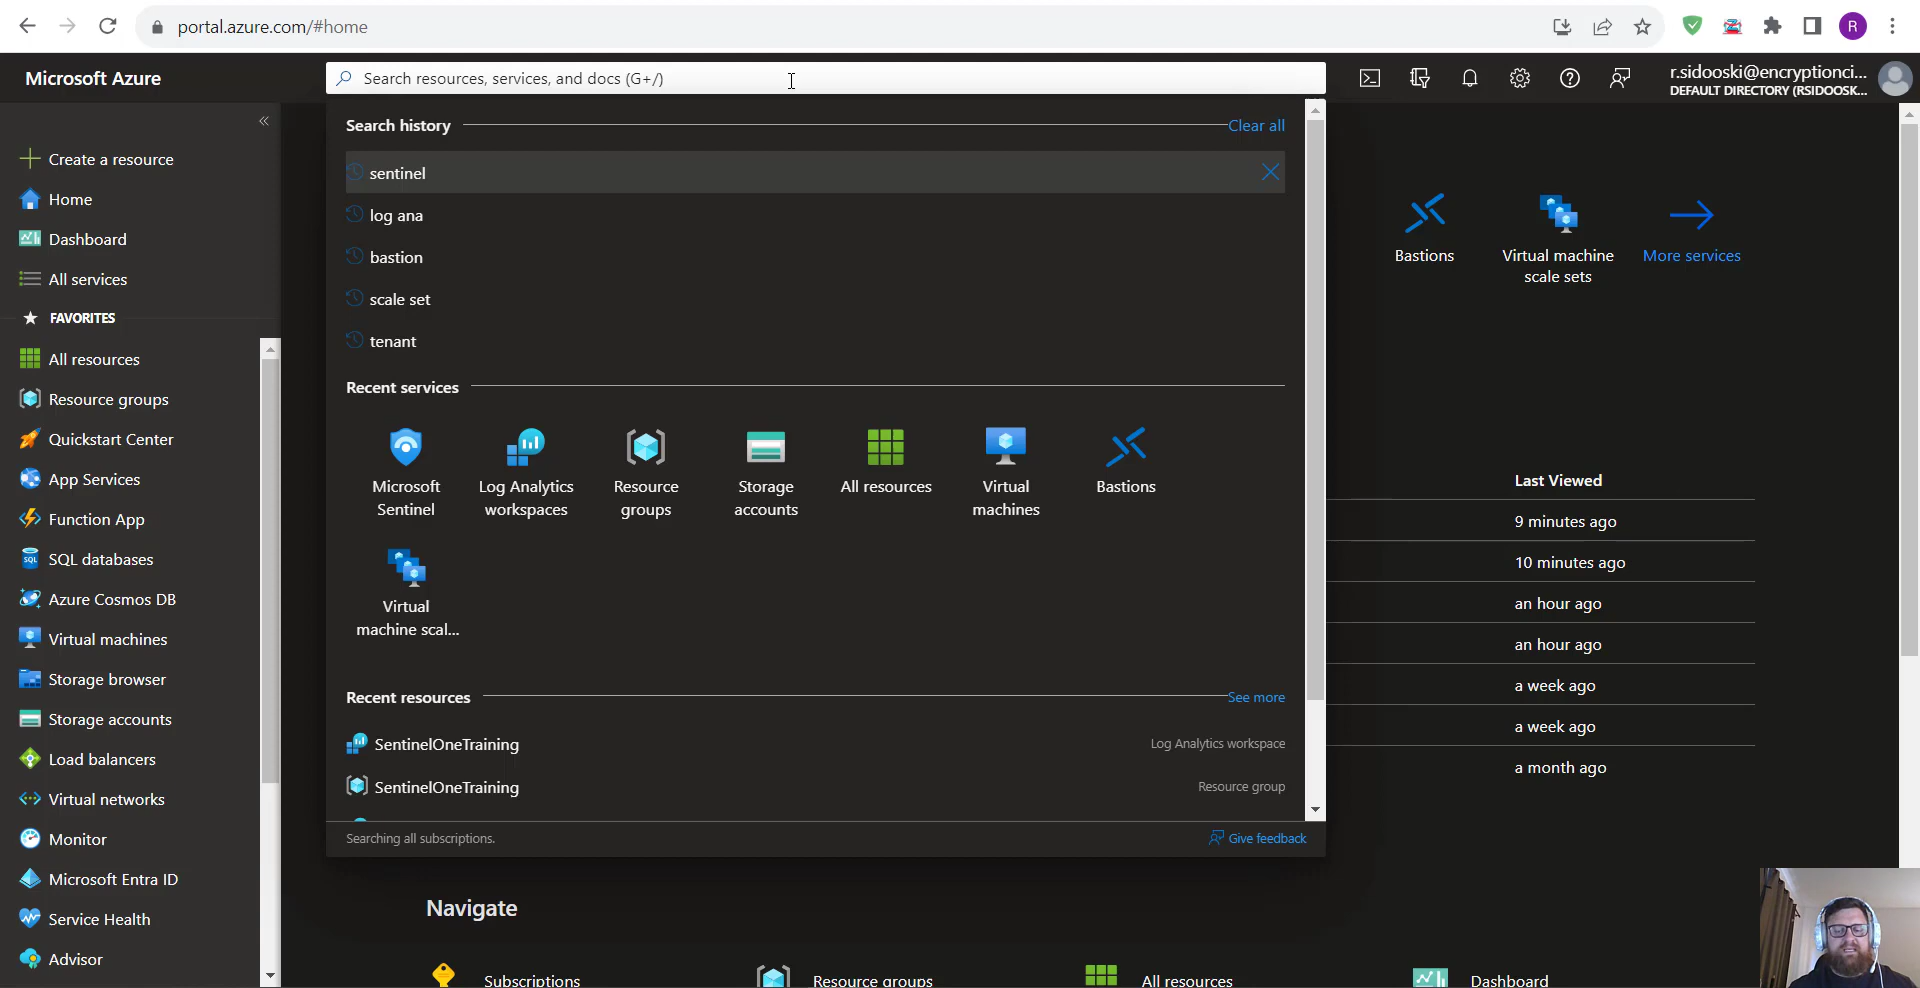 portal.azure.com/#home
R
Microsoft Azure
Search resources, services, and docs (G+/)
r.sidooski@encryptionci...
DEFAULT DIRECTORY (RSIDOOSK...
Create a resource
Home
Dashboard
All services
FAVORITES
All resources
Resource groups
Quickstart Center
App Services
Function App
SQL databases
Azure Cosmos DB
Virtual machines
Storage browser
Storage accounts
Load balancers
Virtual networks
Monitor
Microsoft Entra ID
Service Health
Advisor
Search history
Clear all
sentinel
log ana
bastion
scale set
tenant
Recent services
Microsoft
Sentinel
Log Analytics
workspaces
Resource
groups
Storage
accounts
All resources
Virtual
machines
Bastions
Virtual
machine scal...
Recent resources
See more
SentinelOneTraining
Log Analytics workspace
SentinelOneTraining
Resource group
Searching all subscriptions.
Give feedback
Bastions
Virtual machine
scale sets
More services
Last Viewed
9 minutes ago
10 minutes ago
an hour ago
an hour ago
a week ago
a week ago
a month ago
Navigate
Subscriptions
Resource groups
All resources
Dashboard